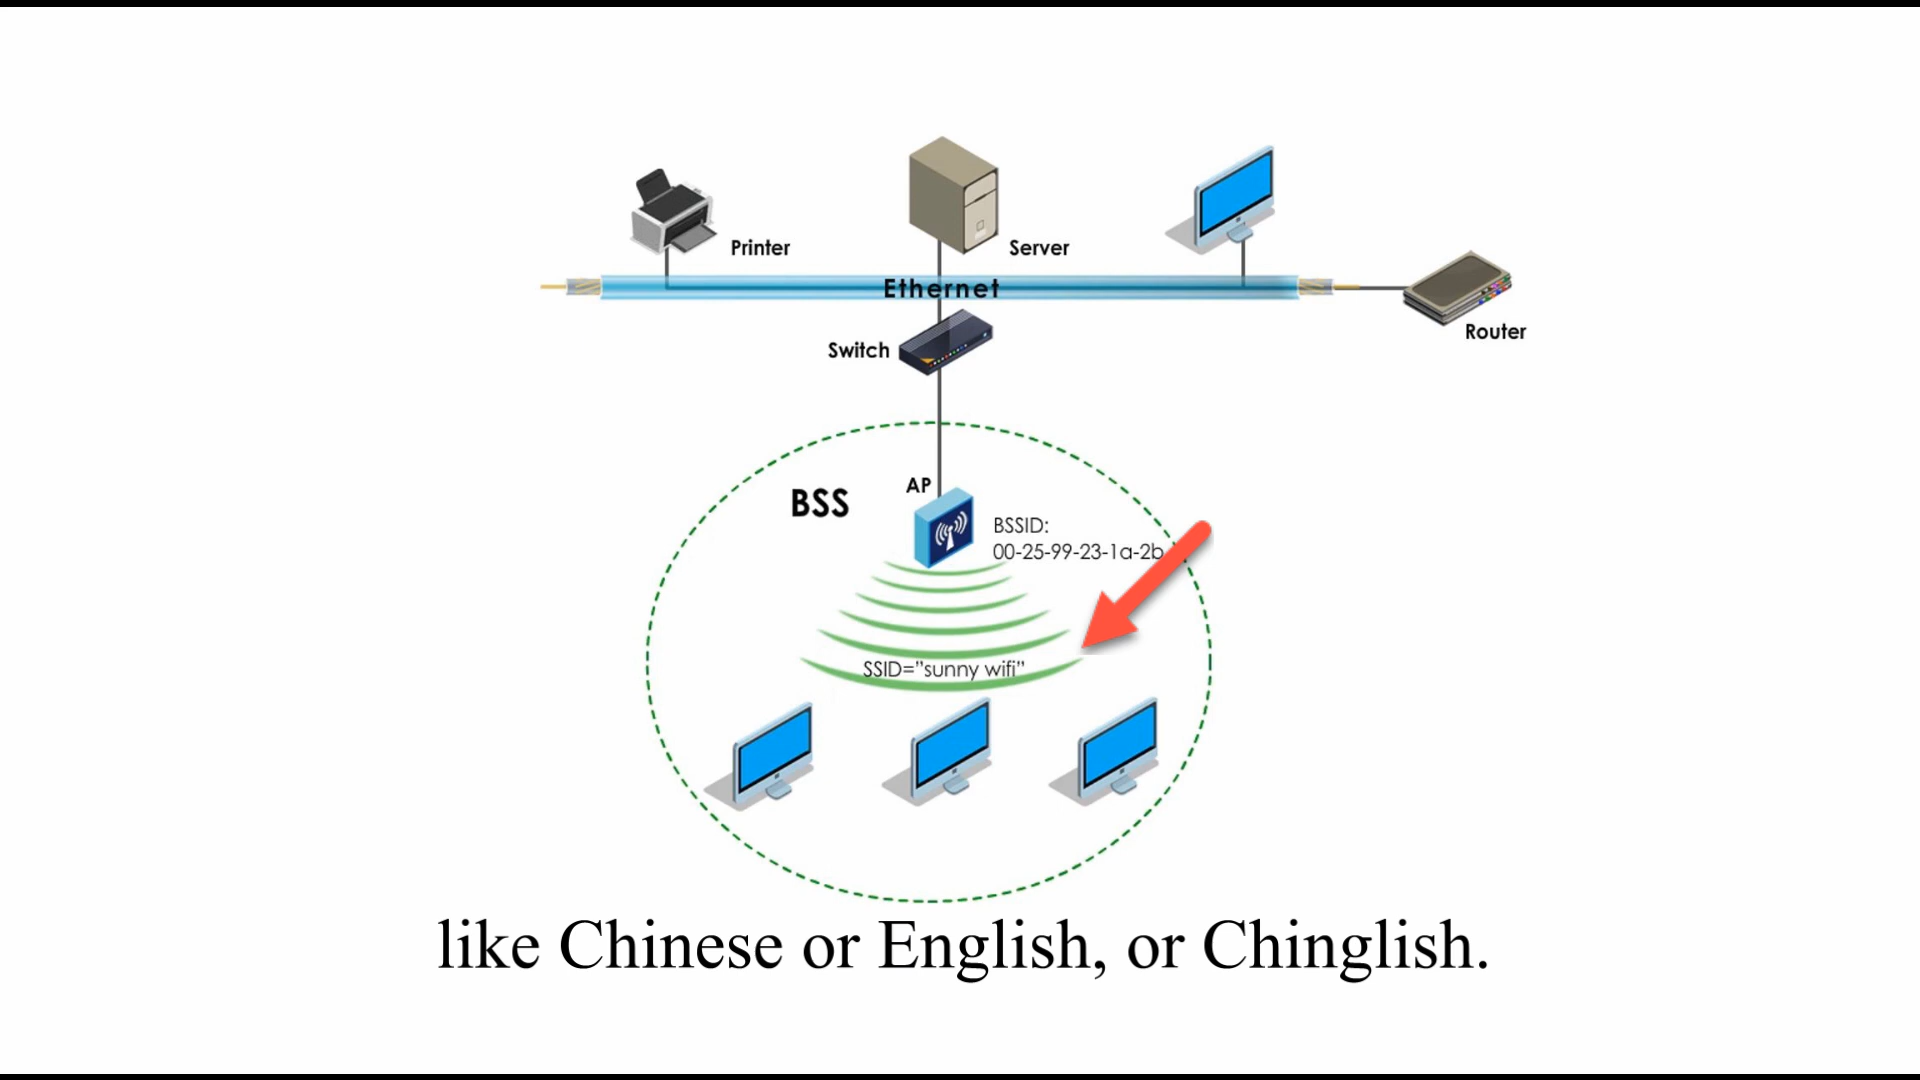 Printer
Server
Ethernet
Router
Switch
AP
BSS
BSSID:
00-25-99-23-1a-2b
SSID="sunny wifi"
like Chinese or English, or Chinglish.